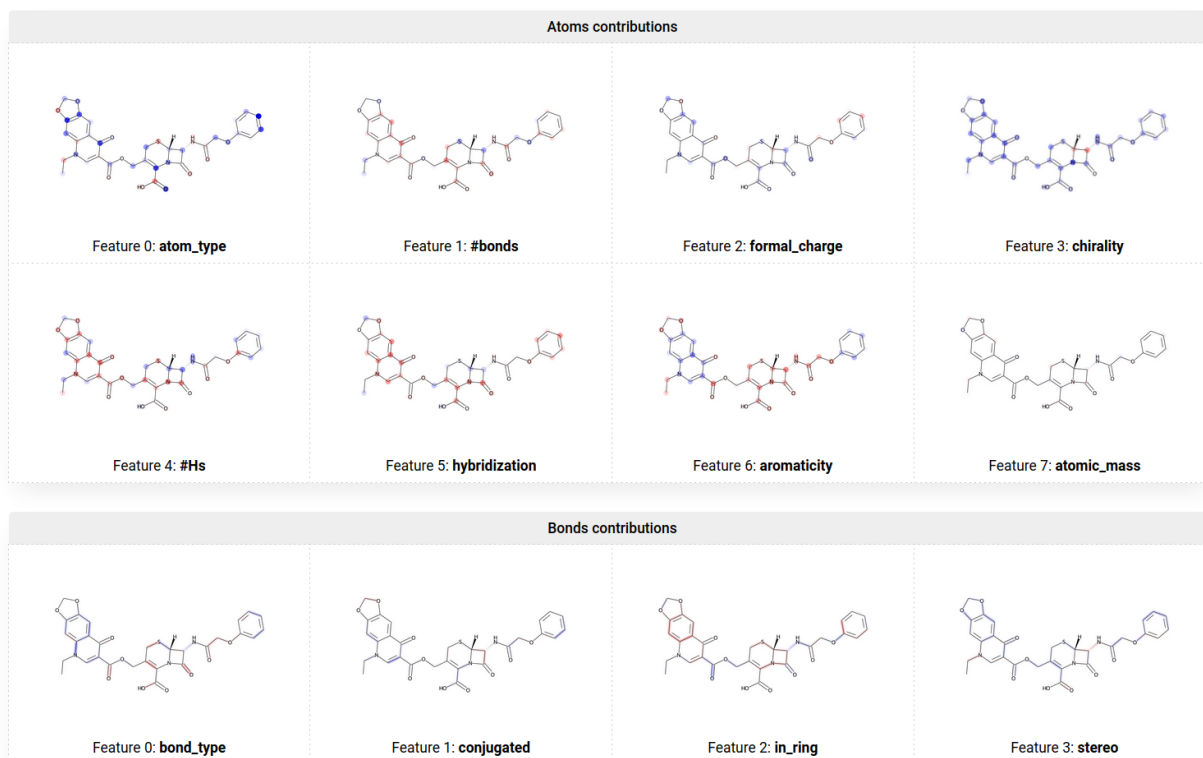 Atoms contributions
Feature 0: atom_type
Feature 1: #bonds
Feature 2: formal_charge
Feature 3: chirality
Feature 4: #Hs
Feature 5: hybridization
Feature 6: aromaticity
Feature 7: atomic_mass
Bonds contributions
Feature 0: bond_type
Feature 1: conjugated
Feature 2: in_ring
Feature 3: stereo